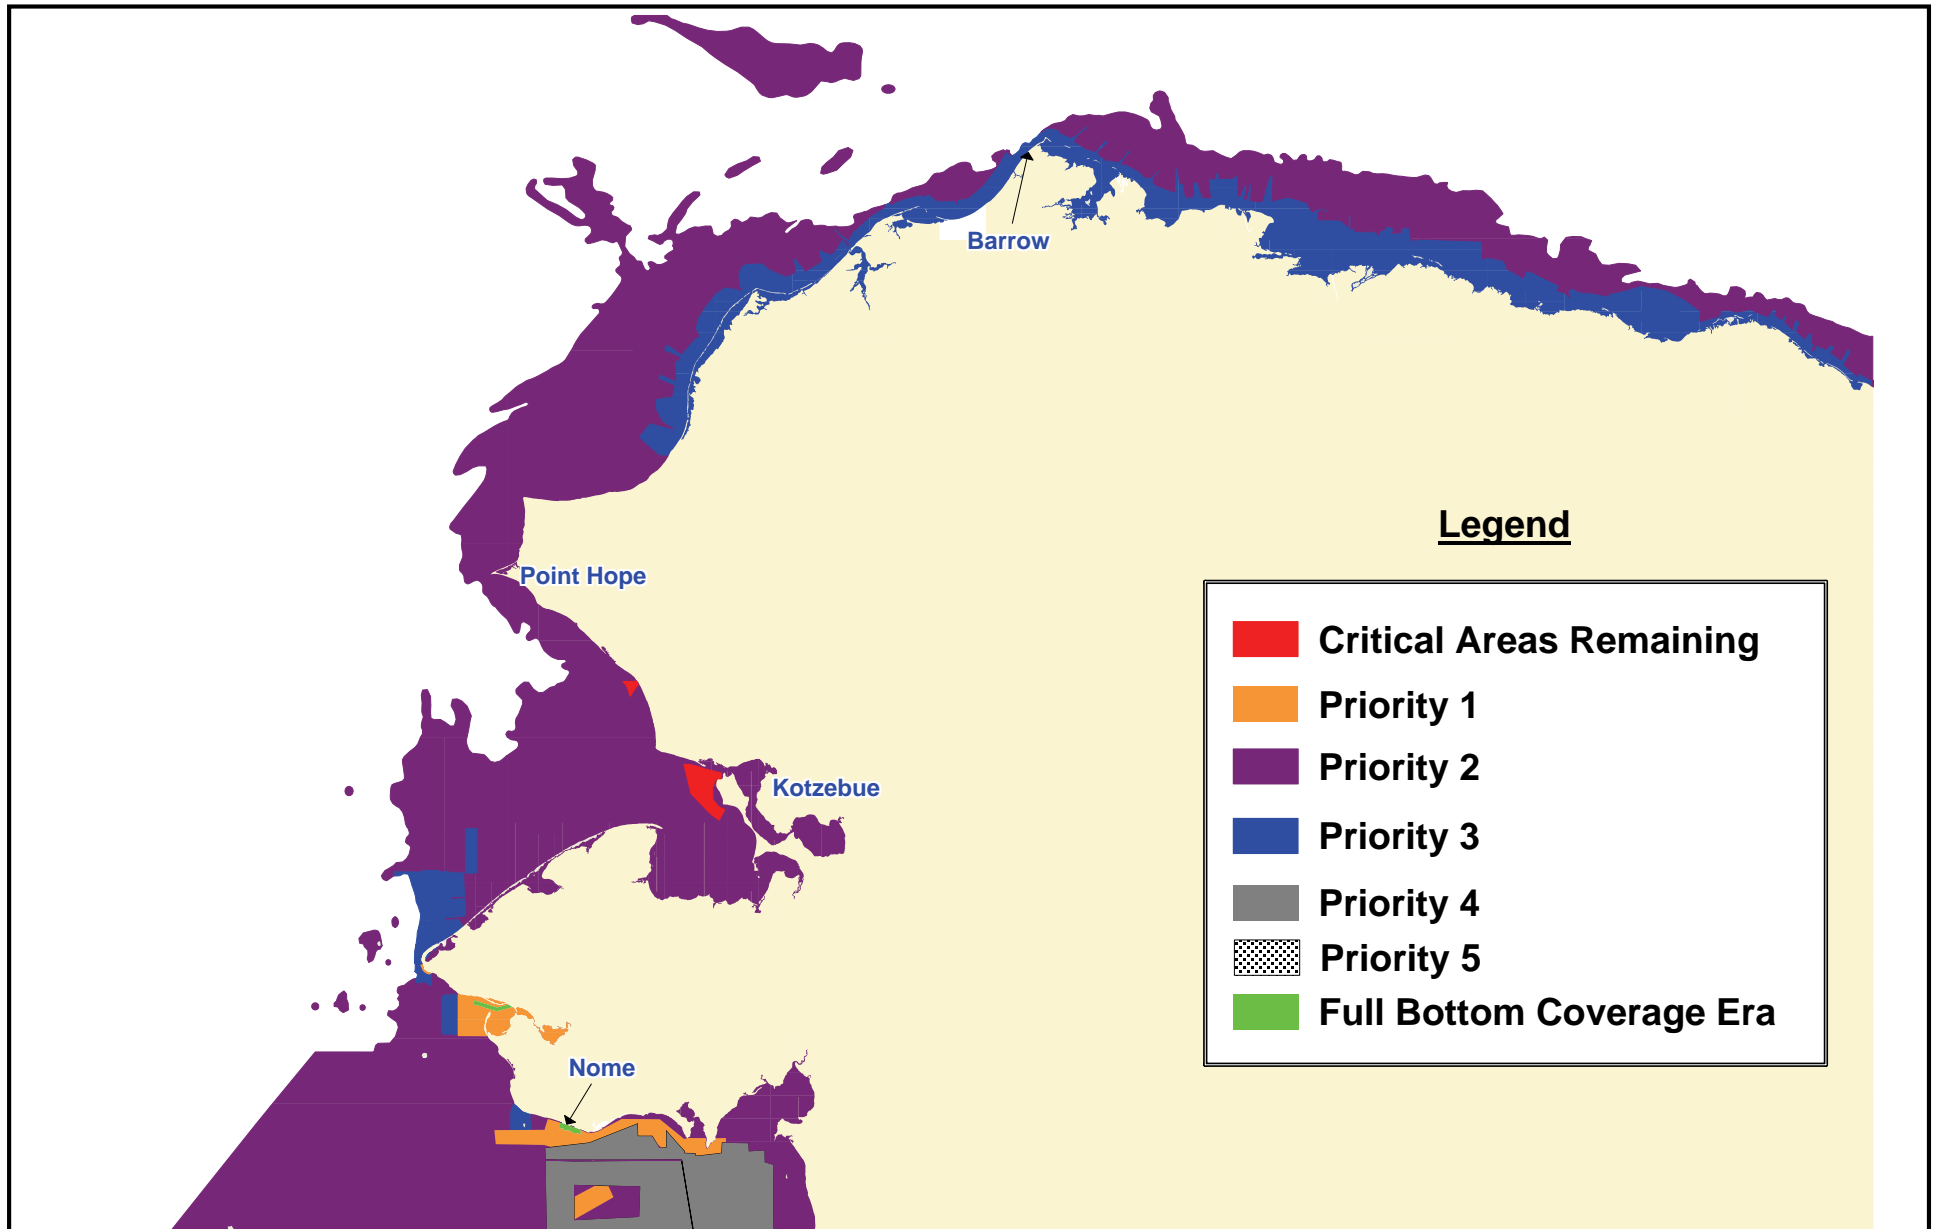 Barrow
Point Hope
Kotzebue
Nome
Legend
Critical Areas Remaining
Priority 1
Priority 2
Priority 3
Priority 4
Priority 5
Full Bottom Coverage Era